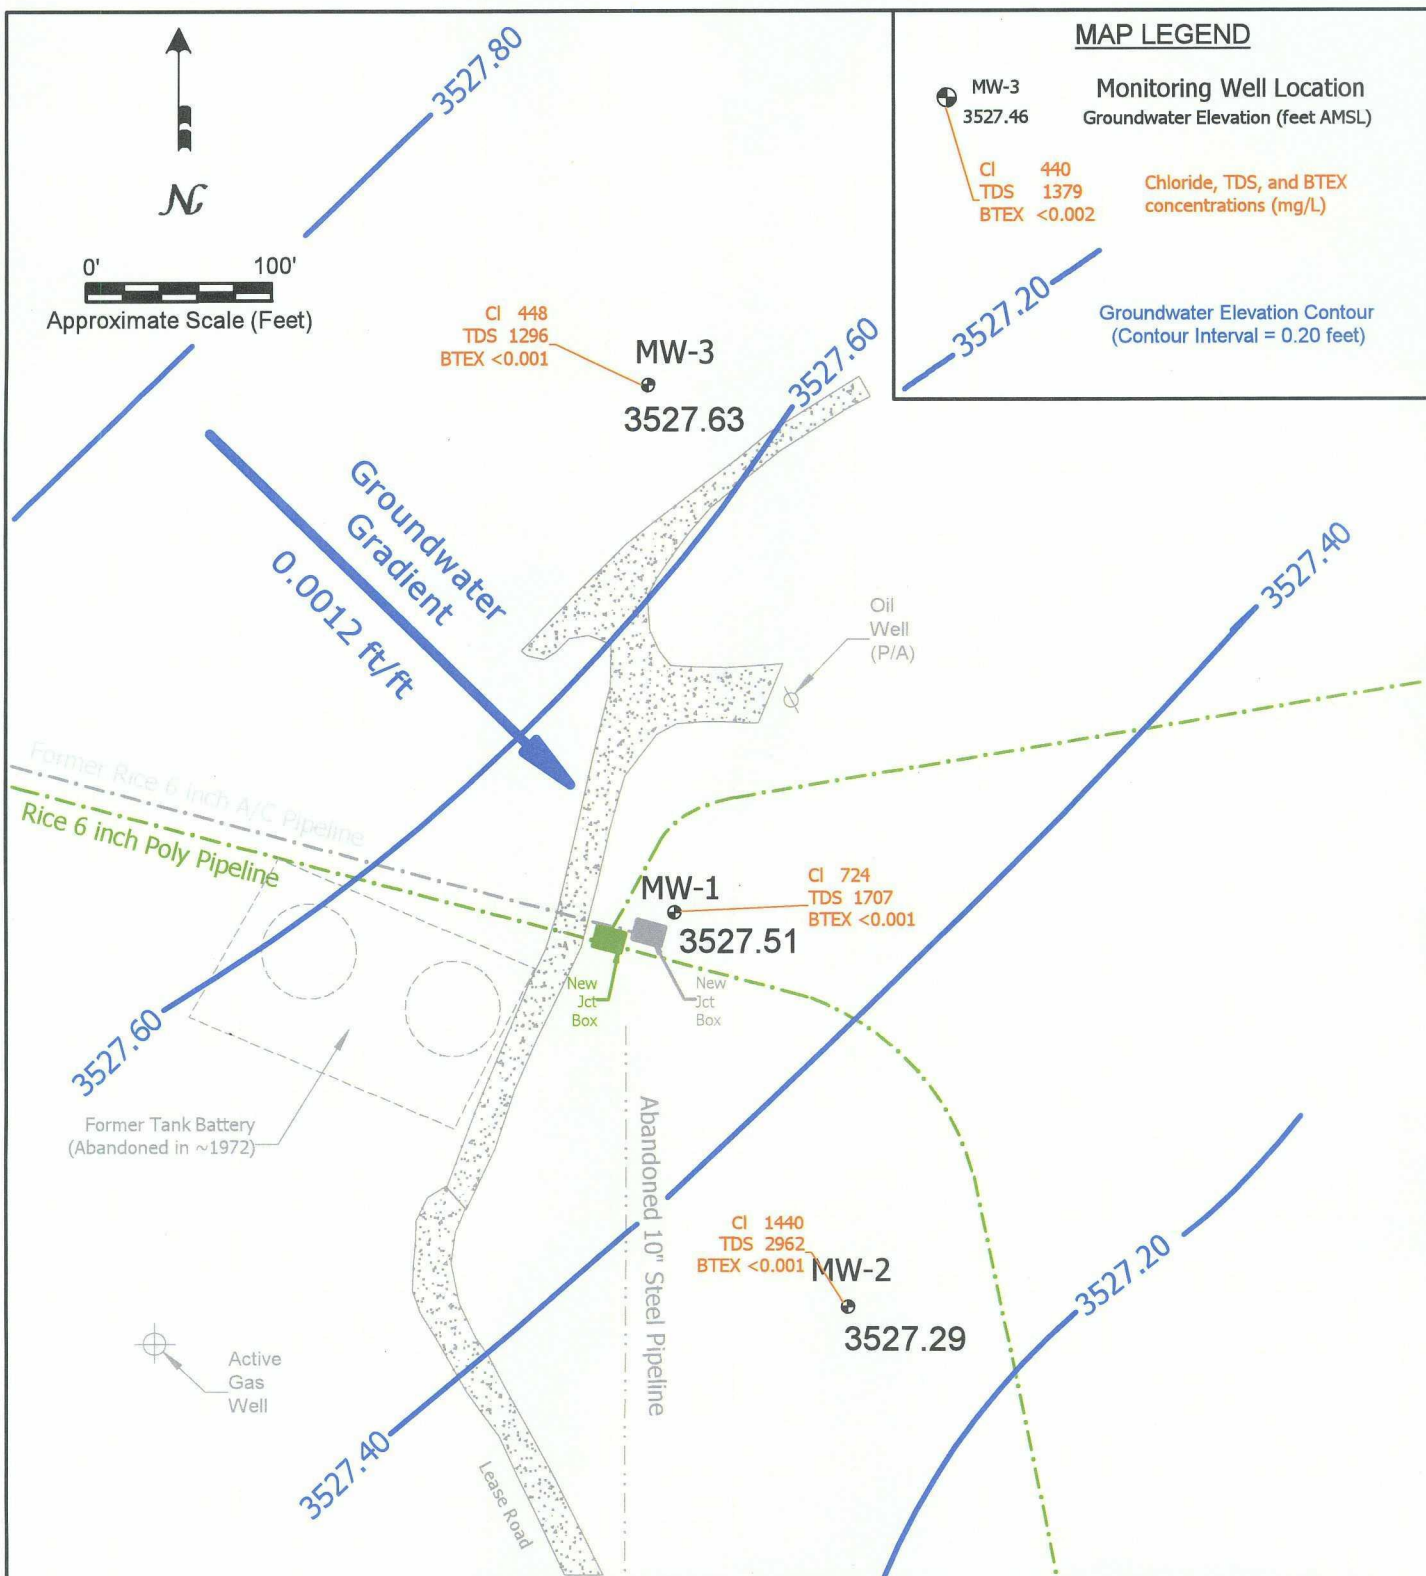 MAP LEGEND
MW-3
3527.46
Monitoring Well Location
Groundwater Elevation (feet AMSL)
Cl 440
TDS 1379
BTEX <0.002
Chloride, TDS, and BTEX
concentrations (mg/L)
3527.20
Groundwater Elevation Contour
(Contour Interval = 0.20 feet)
N
0' 100'
Approximate Scale (Feet)
3527.80
Cl 448
TDS 1296
BTEX <0.001
MW-3
3527.63
3527.60
Groundwater
Gradient
0.0012 ft/ft
3527.40
Oil
Well
(P/A)
Former Rice 6 inch A/C Pipeline
Rice 6 inch Poly Pipeline
MW-1
3527.51
Cl 724
TDS 1707
BTEX <0.001
New
Jct
Box
New
Jct
Box
3527.60
Former Tank Battery
(Abandoned in ~1972)
Abandoned 10" Steel Pipeline
Cl 1440
TDS 2962
BTEX <0.001
MW-2
3527.29
3527.20
Active
Gas
Well
3527.40
Lease Road